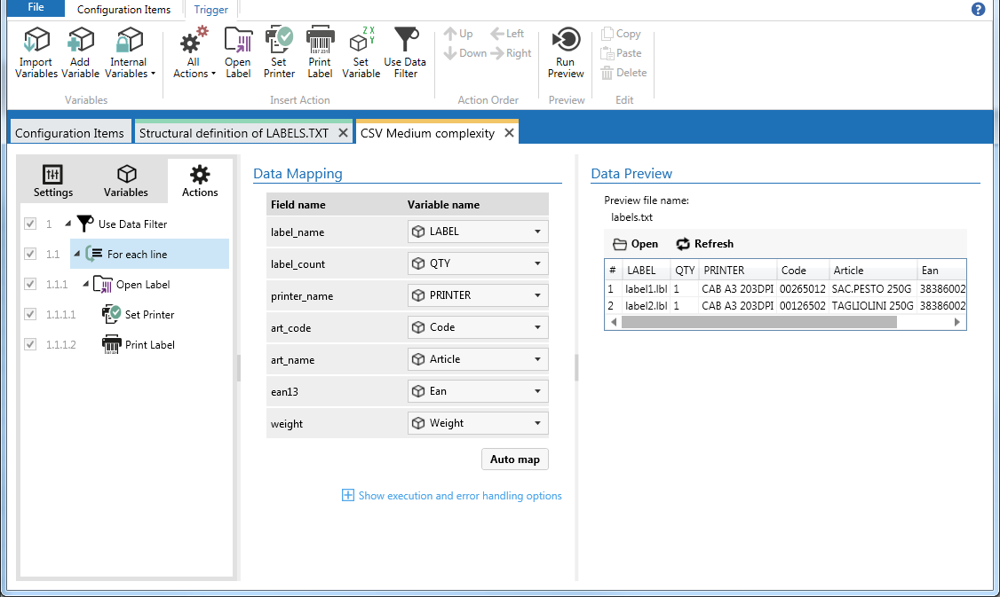 File Configuration Items Trigger ?
Import Variables Add Variable Internal Variables
Variables
All Actions Open Label Set Printer Print Label Z X Y Set Variable Use Data Filter
Insert Action
Up Left
Down Right
Action Order
Run Preview
Preview
Copy
Paste
Delete
Edit
Configuration Items Structural definition of LABELS.TXT CSV Medium complexity
Settings Variables Actions
1 Use Data Filter
1.1 For each line
1.1.1 Open Label
1.1.1.1 Set Printer
1.1.1.2 Print Label
Data Mapping
Field name Variable name
label_name LABEL
label_count QTY
printer_name PRINTER
art_code Code
art_name Article
ean13 Ean
weight Weight
Auto map
Show execution and error handling options
Data Preview
Preview file name:
labels.txt
Open Refresh
# LABEL QTY PRINTER Code Article Ean
1 label1.lbl 1 CAB A3 203DPI 00265012 SAC.PESTO 250G 38386002
2 label2.lbl 1 CAB A3 203DPI 00126502 TAGLIOLINI 250G 38386002